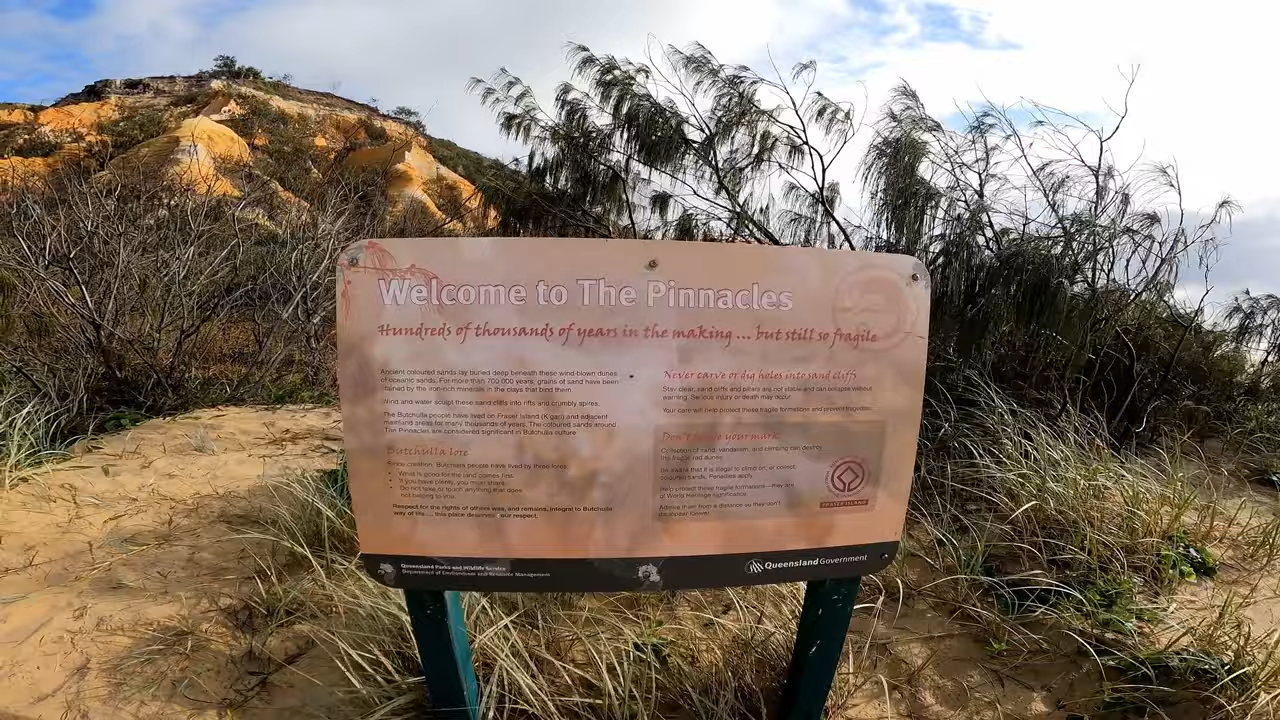 Welcome to The Pinnacles
Hundreds of thousands of years in the making ... but still so fragile
Ancient coloured sands lay buried deep beneath these wind-blown dunes
of oceanic sands. For more than 700 000 years, grains of sand have been
stained by the iron-rich minerals in the clays that bind them.
Wind and water sculpt these sand cliffs into rifts and crumbly spires.
The Butchulla people have lived on Fraser Island (K'gari) and adjacent
mainland areas for many thousands of years. The coloured sands around
The Pinnacles are considered significant in Butchulla culture.
Butchulla lore
Since creation, Butchulla people have lived by three lores:
• What is good for the land comes first.
• If you have plenty, you must share.
• Do not take or touch anything that does
not belong to you.
Respect for the rights of others was, and remains, integral to Butchulla
way of life ... this place deserves our respect.
Never carve or dig holes into sand cliffs
Stay clear, sand cliffs and pillars are not stable and can collapse without
warning. Serious injury or death may occur.
Your care will help protect these fragile formations and prevent tragedies.
Don't leave your mark
Collection of sand, vandalism, and climbing can destroy
the fragile sand dunes.
Be aware that it is illegal to climb on, or collect,
coloured sands. Penalties apply.
Help protect these fragile formations—they are
of World Heritage significance.
Admire them from a distance so they don't
disappear forever.
FRASER ISLAND
Queensland Parks and Wildlife Service
Department of Environment and Resource Management
Queensland Government